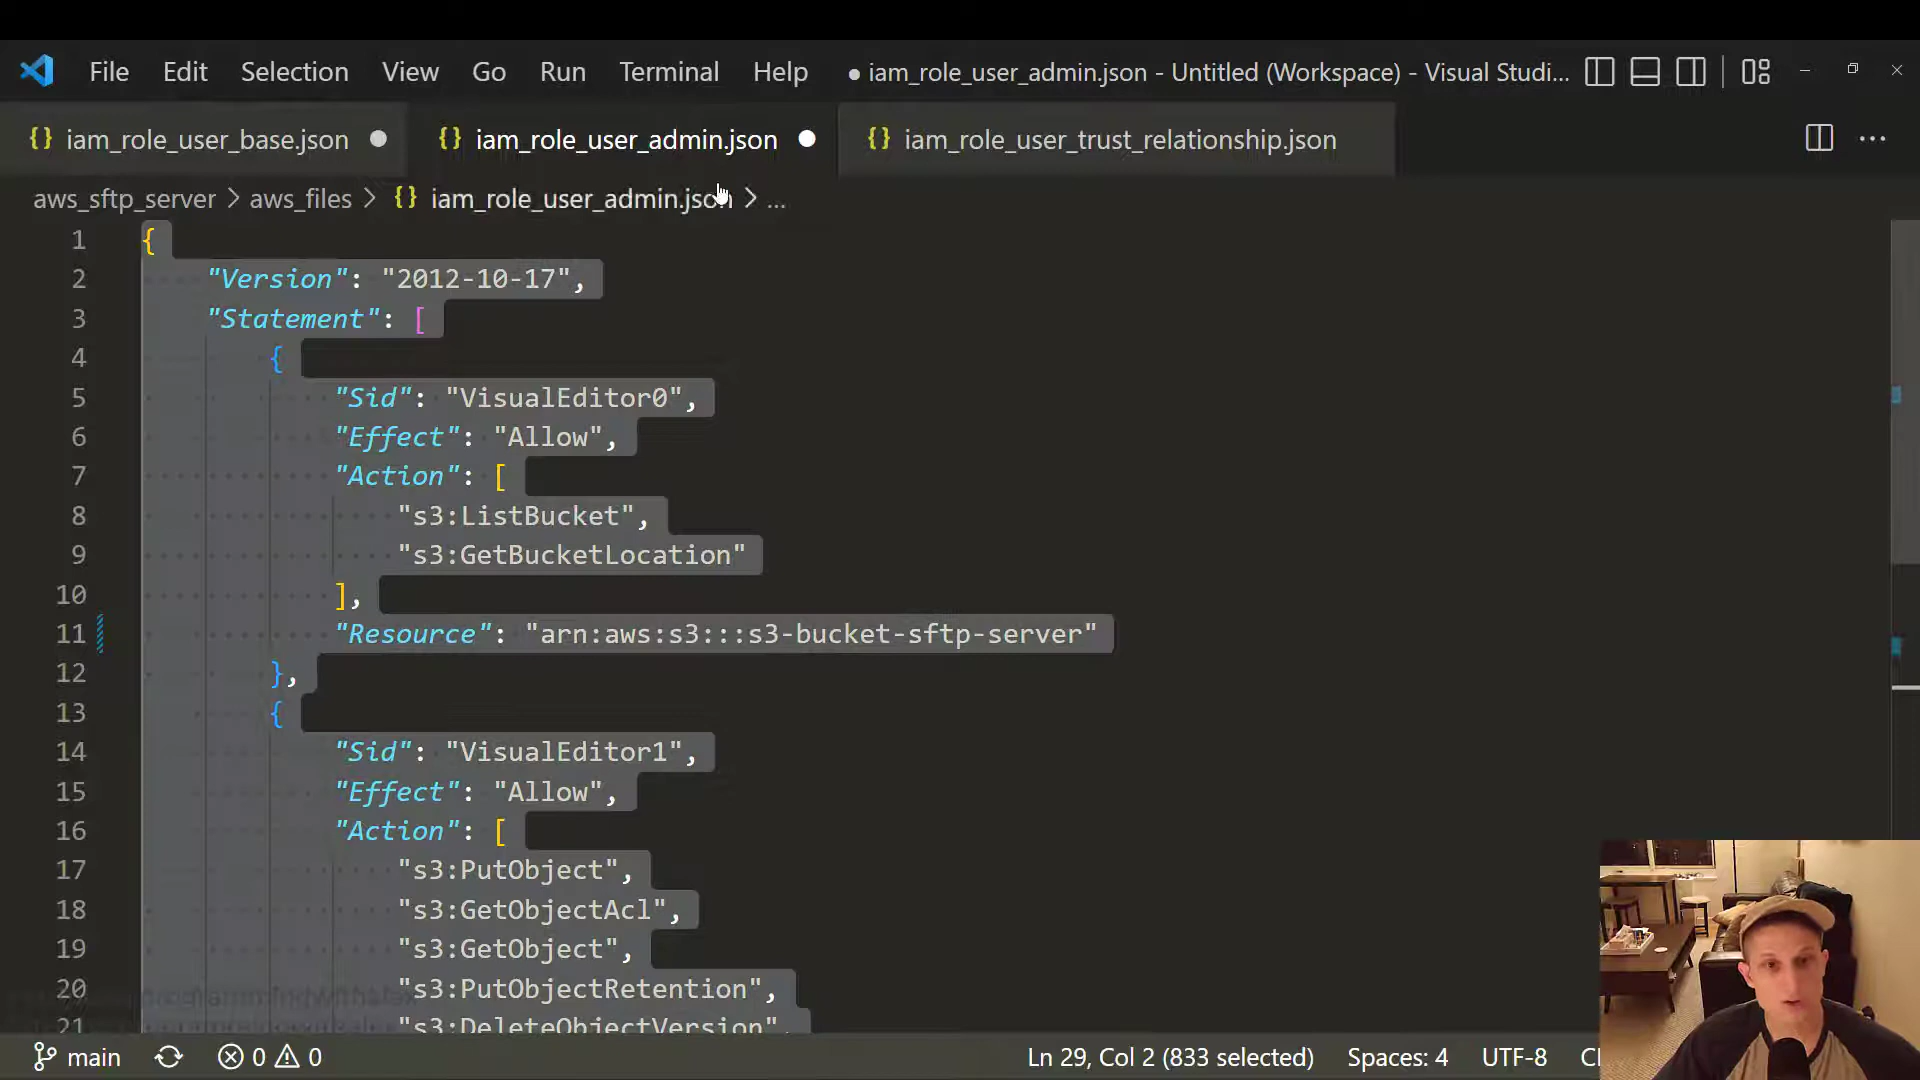 File Edit Selection View Go Run Terminal Help ● iam_role_user_admin.json - Untitled (Workspace) - Visual Studi...
{} iam_role_user_base.json ● {} iam_role_user_admin.json ● {} iam_role_user_trust_relationship.json ...
aws_sftp_server > aws_files > {} iam_role_user_admin.json > ...
1 {
2 "Version": "2012-10-17",
3 "Statement": [
4 {
5 "Sid": "VisualEditor0",
6 "Effect": "Allow",
7 "Action": [
8 "s3:ListBucket",
9 "s3:GetBucketLocation"
10 ],
11 "Resource": "arn:aws:s3:::s3-bucket-sftp-server"
12 },
13 {
14 "Sid": "VisualEditor1",
15 "Effect": "Allow",
16 "Action": [
17 "s3:PutObject",
18 "s3:GetObjectAcl",
19 "s3:GetObject",
20 "s3:PutObjectRetention",
21 "s3:DeleteObjectVersion",
main 0 0 Ln 29, Col 2 (833 selected) Spaces: 4 UTF-8